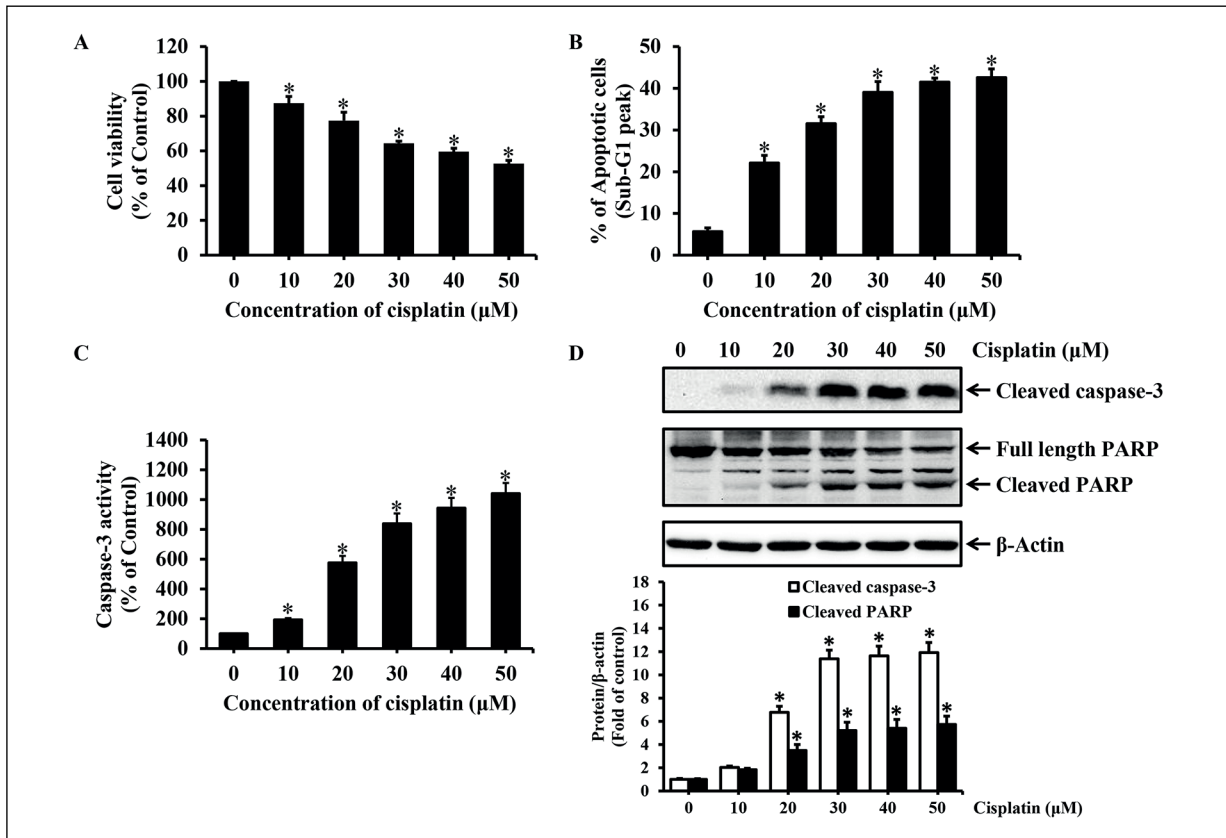 A
Cell viability
(% of Control)
120
100
80
60
40
20
0
* * * * *
0 10 20 30 40 50
Concentration of cisplatin (µM)
B
% of Apoptotic cells
(Sub-G1 peak)
50
40
30
20
10
0
* * * * *
0 10 20 30 40 50
Concentration of cisplatin (µM)
C
Caspase-3 activity
(% of Control)
1400
1200
1000
800
600
400
200
0
* * * * *
0 10 20 30 40 50
Concentration of cisplatin (µM)
D
0 10 20 30 40 50 Cisplatin (µM)
Cleaved caspase-3
Full length PARP
Cleaved PARP
β-Actin
Protein/β-actin
(Fold of control)
18
16
14
12
10
8
6
4
2
0
Cleaved caspase-3
Cleaved PARP
* * * *
* * * *
0 10 20 30 40 50 Cisplatin (µM)